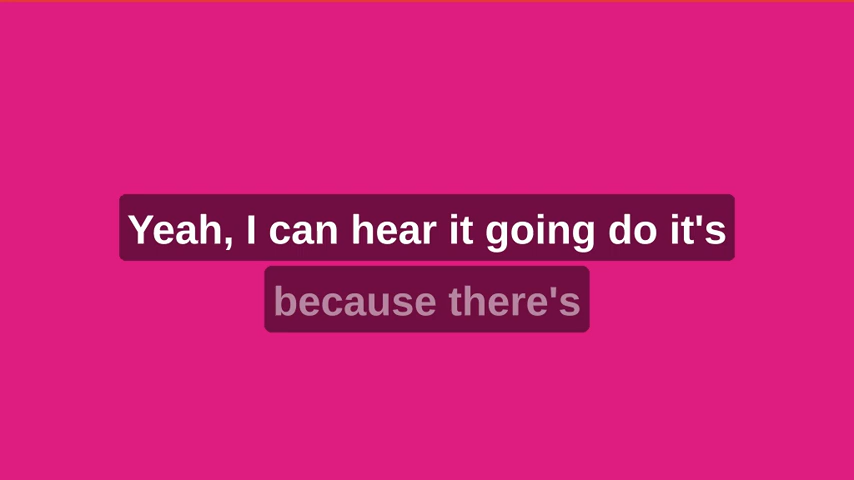 Yeah, I can hear it going do it's
because there's